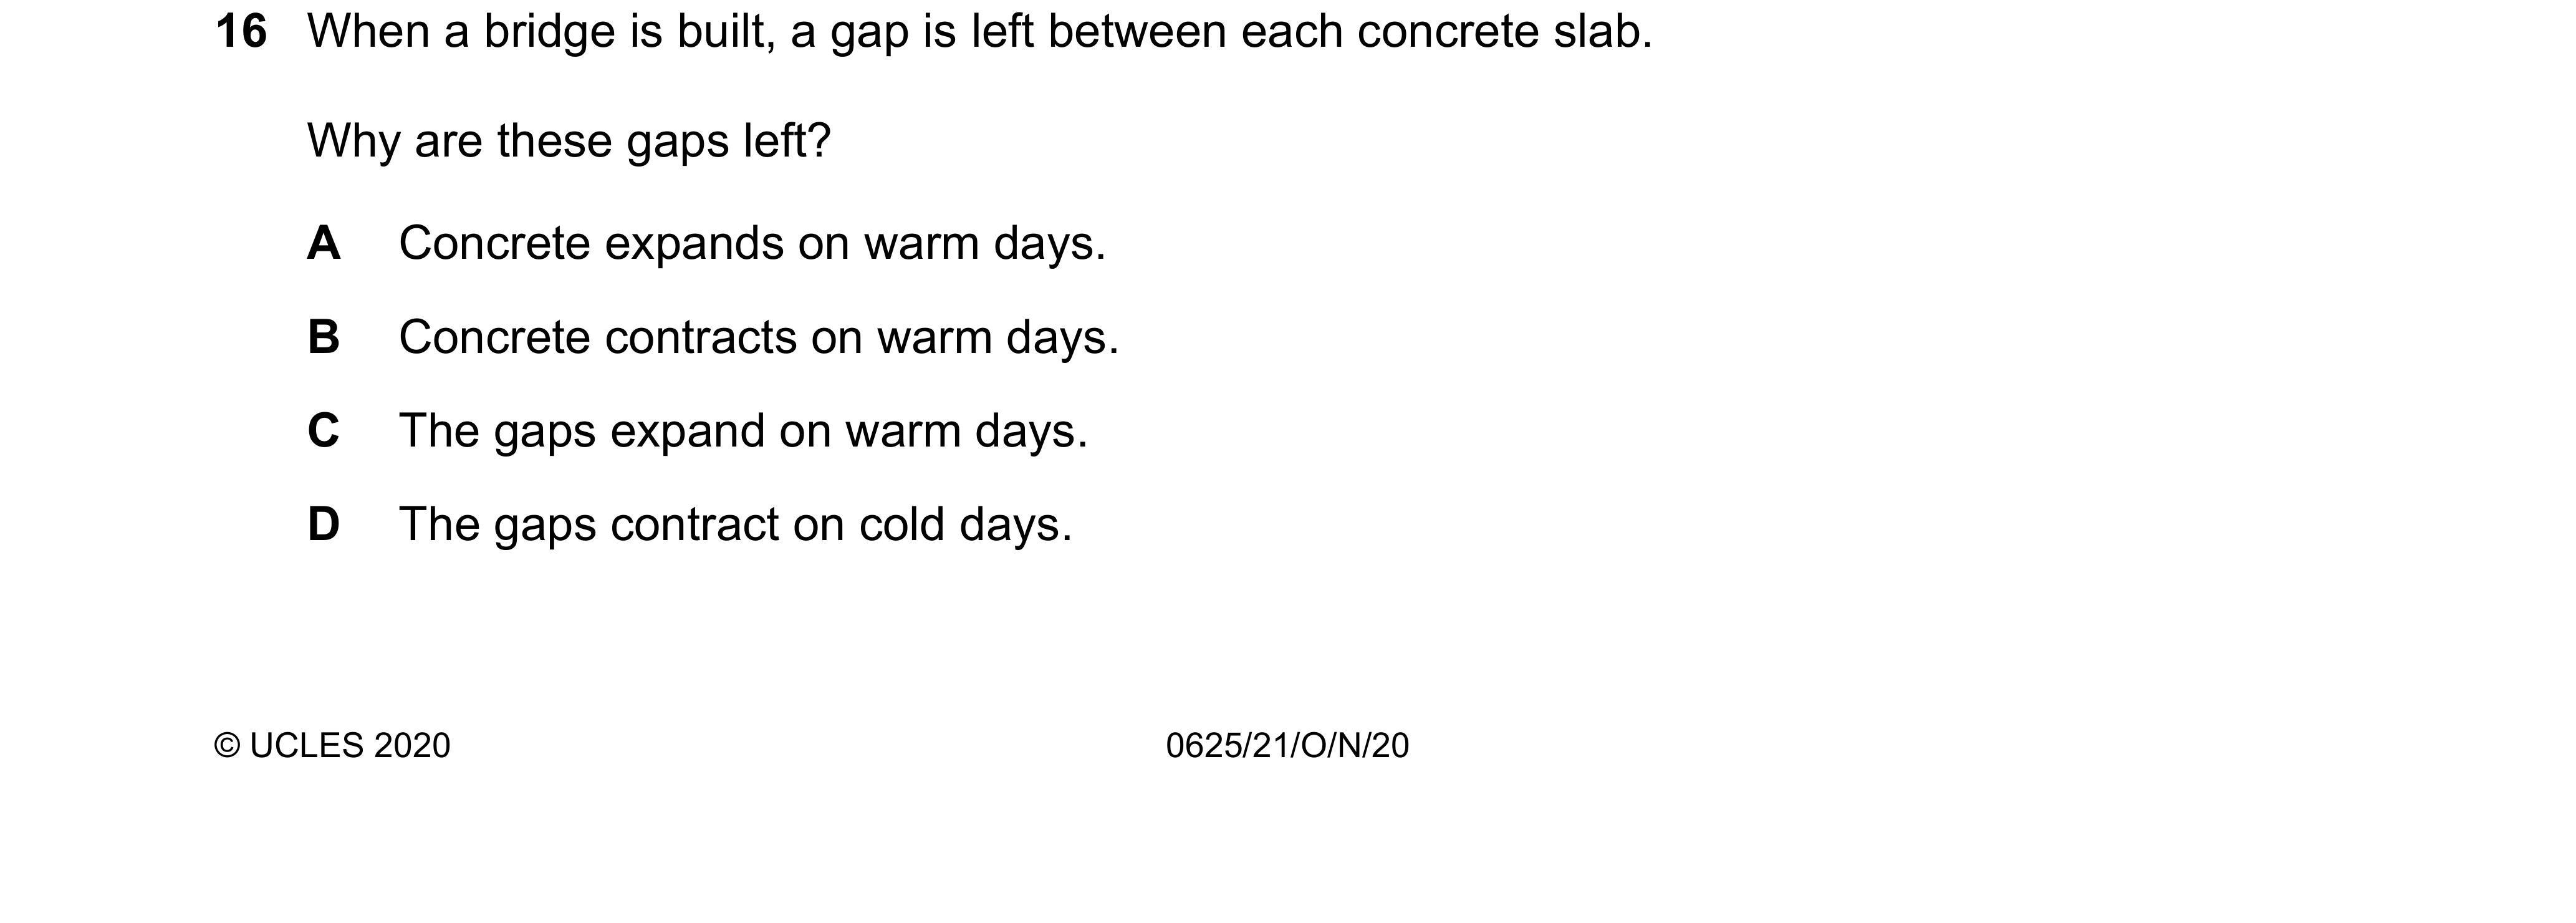 16 When a bridge is built, a gap is left between each concrete slab.
Why are these gaps left?
A Concrete expands on warm days.
B Concrete contracts on warm days.
C The gaps expand on warm days.
D The gaps contract on cold days.
© UCLES 2020 0625/21/O/N/20